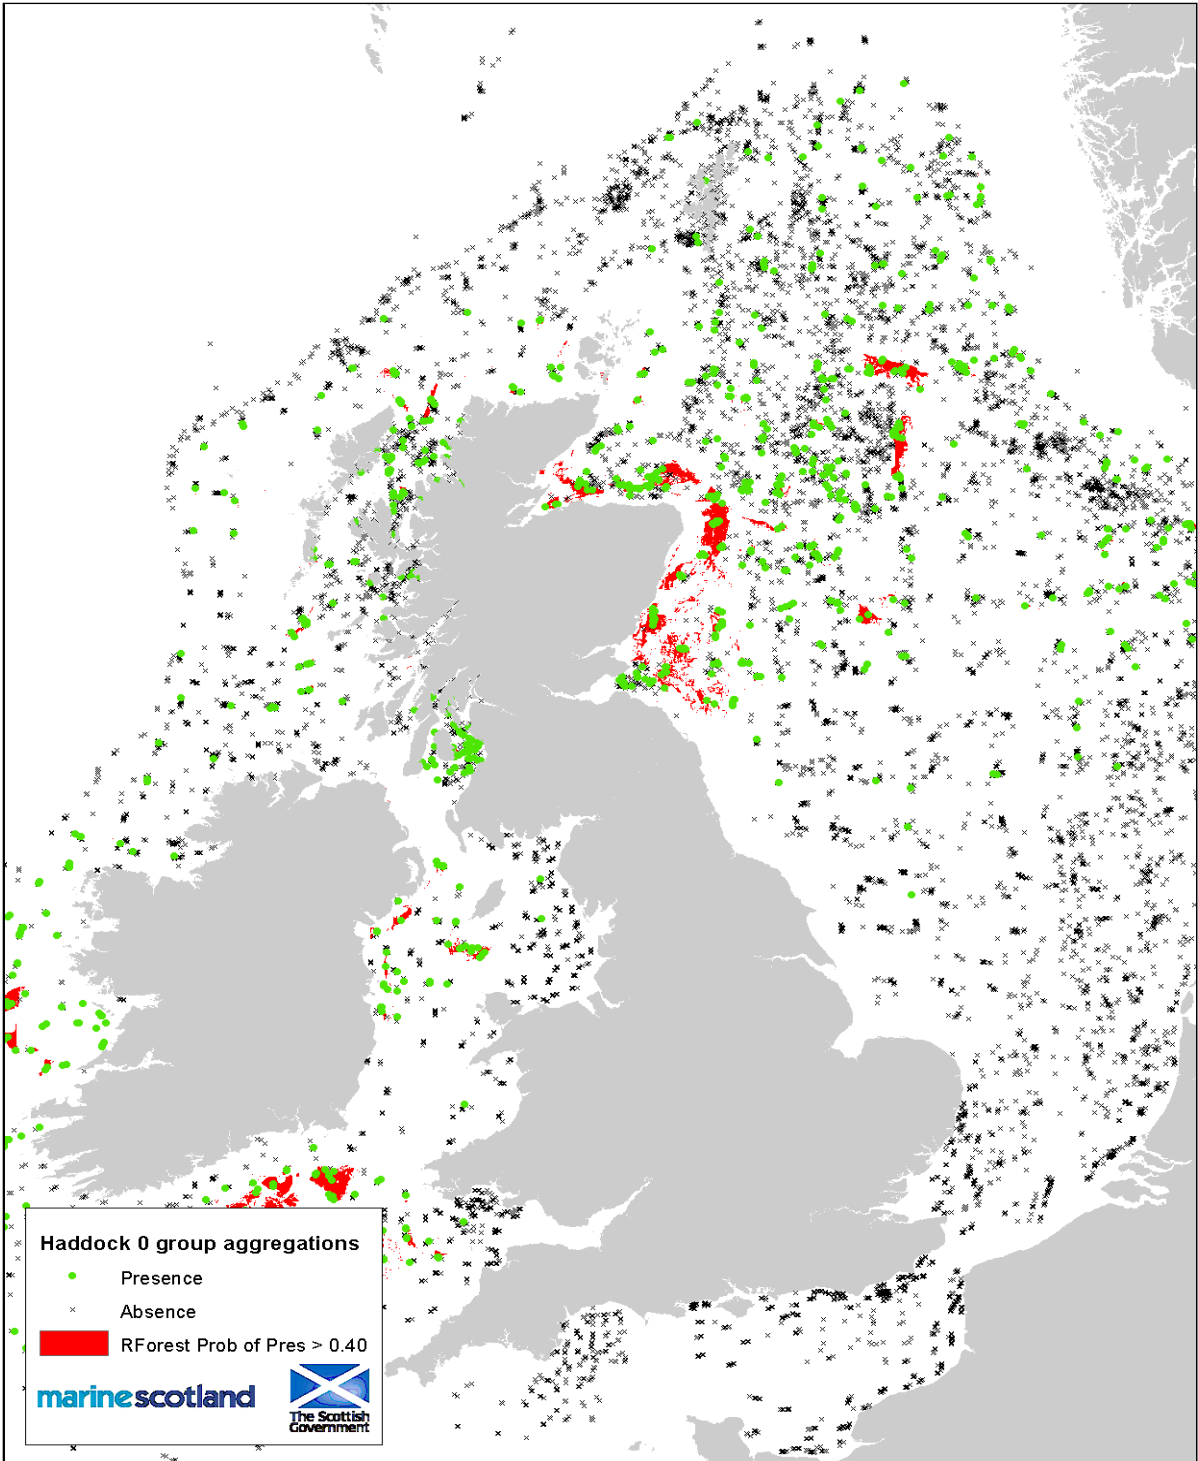 Haddock 0 group aggregations
Presence
Absence
RForest Prob of Pres > 0.40
marinescotland
The Scottish
Government